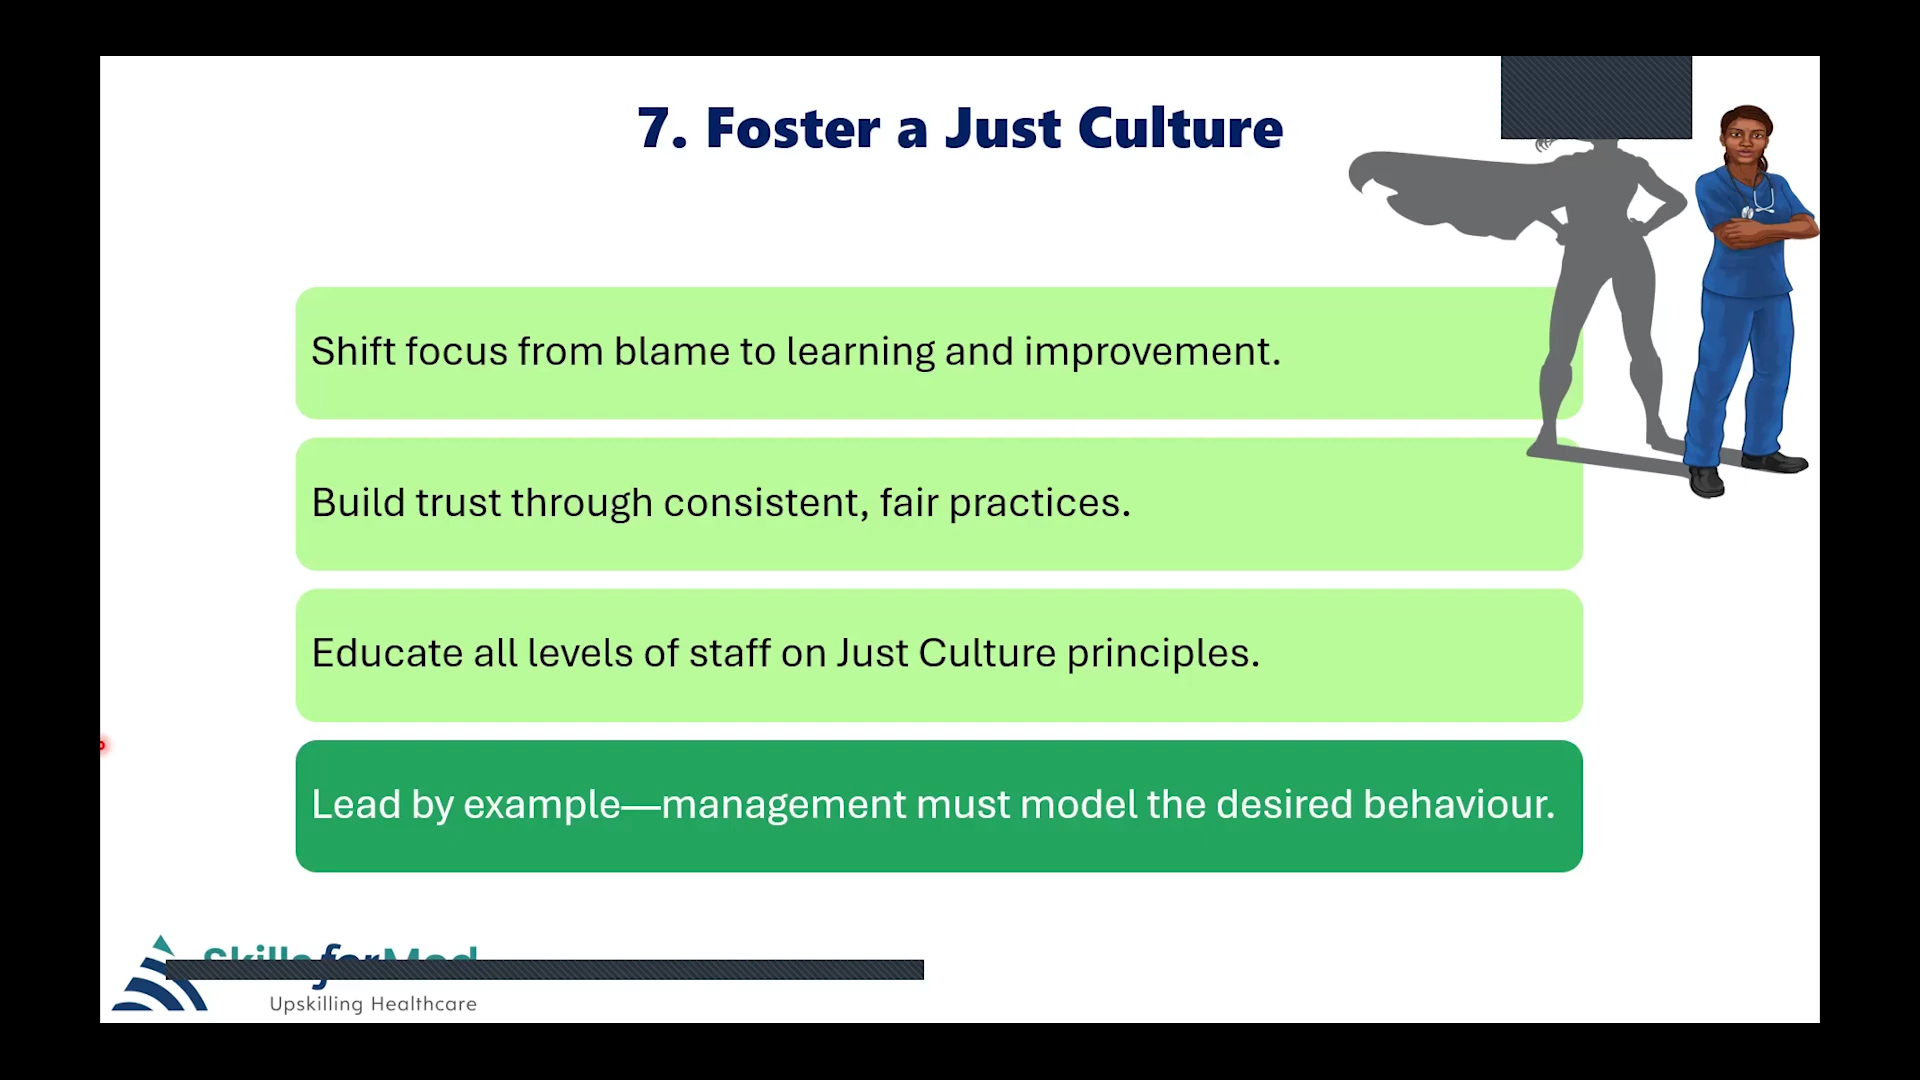 7. Foster a Just Culture
Shift focus from blame to learning and improvement.
Build trust through consistent, fair practices.
Educate all levels of staff on Just Culture principles.
Lead by example—management must model the desired behaviour.
Upskilling Healthcare